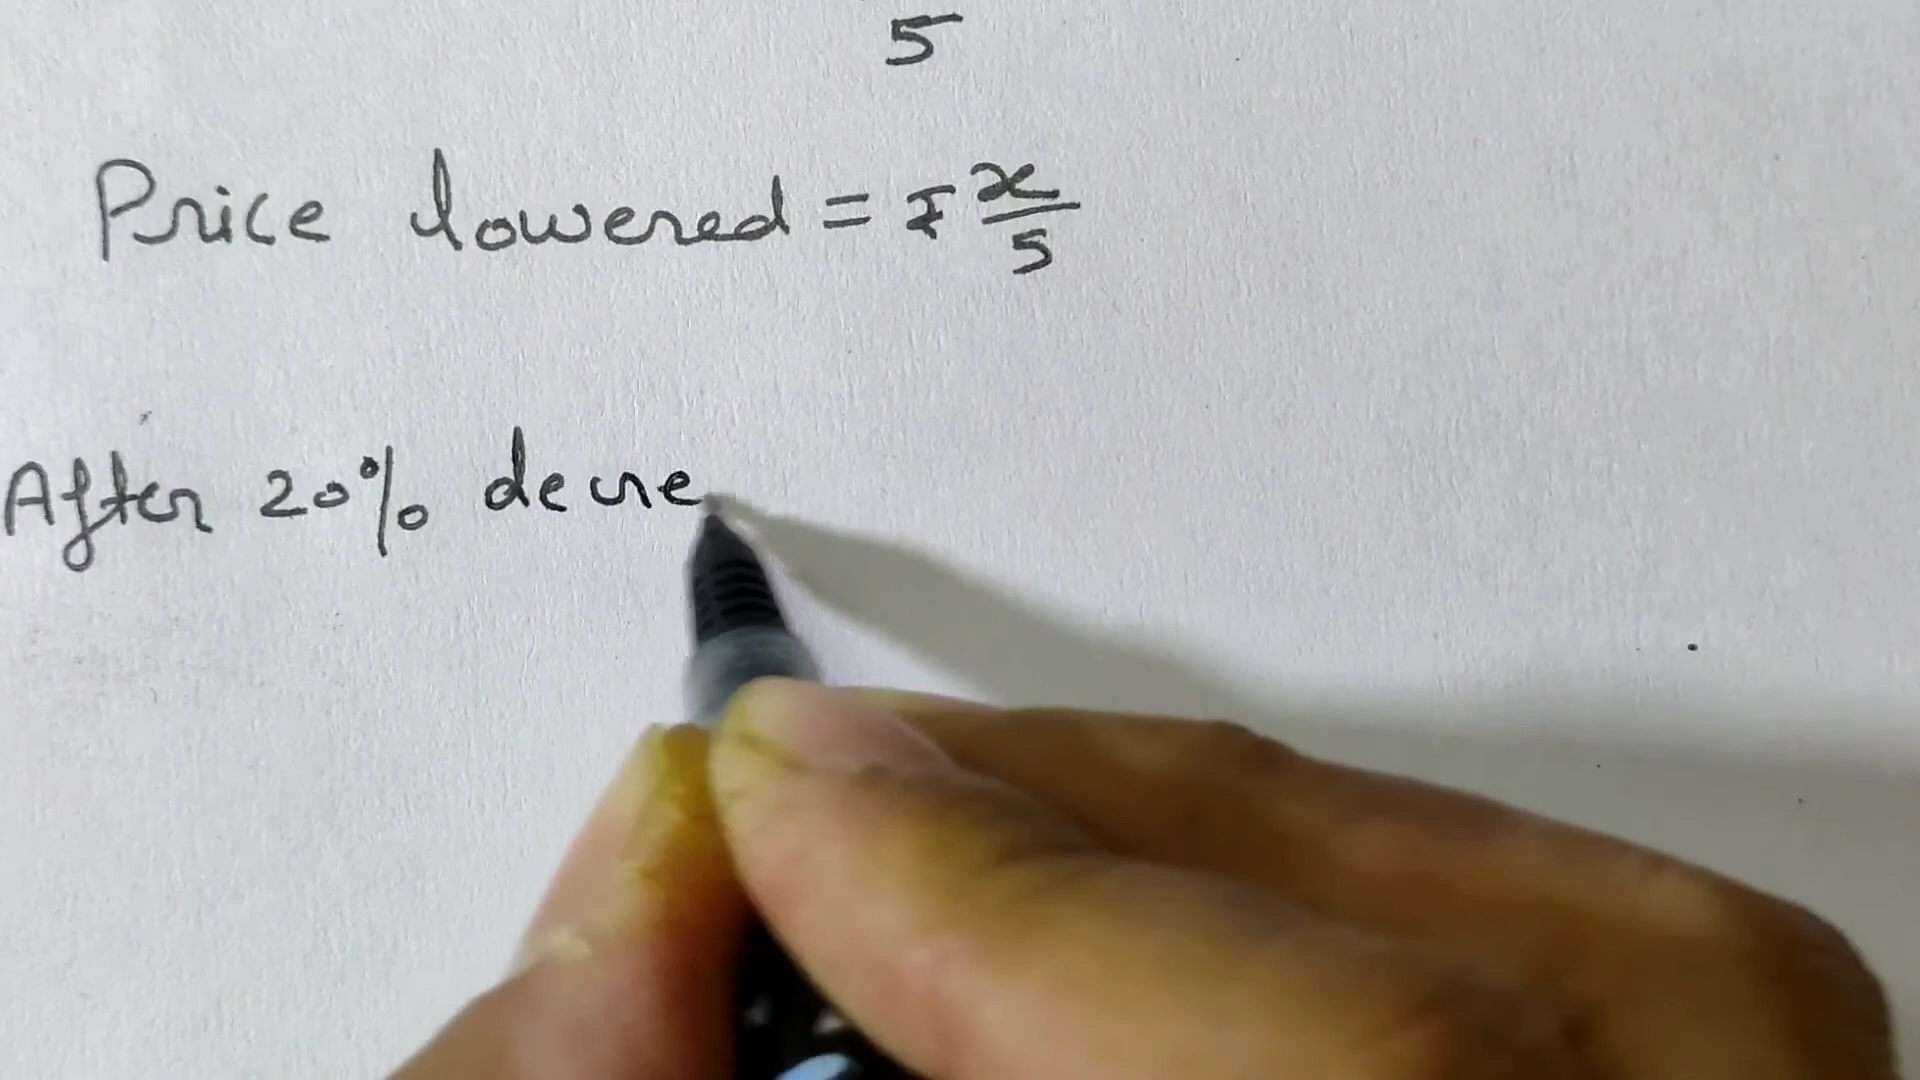 5
Price lowered = ₹ x/5
After 20% decre